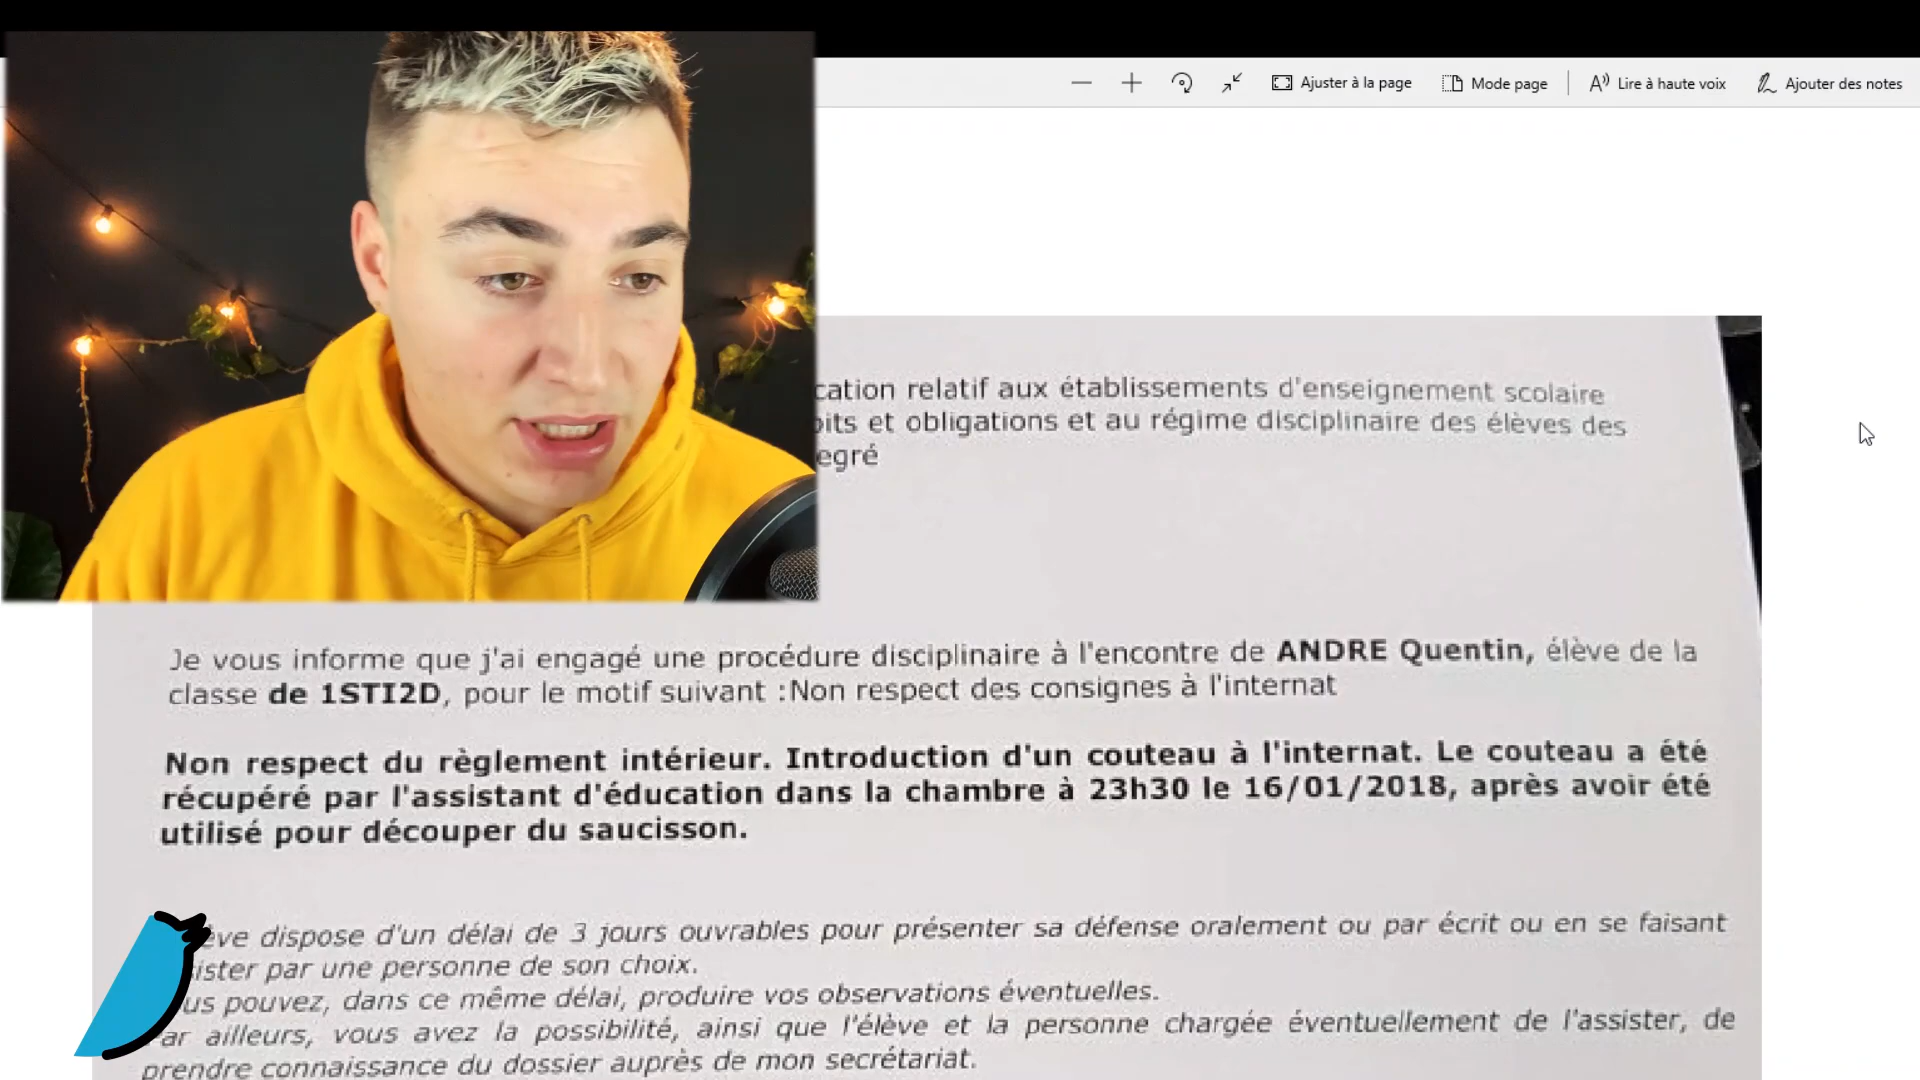 Ajuster à la page
Mode page
Lire à haute voix
Ajouter des notes
cation relatif aux établissements d'enseignement scolaire
oits et obligations et au régime disciplinaire des élèves des
egré
Je vous informe que j'ai engagé une procédure disciplinaire à l'encontre de ANDRE Quentin, élève de la
classe de 1STI2D, pour le motif suivant :Non respect des consignes à l'internat
Non respect du règlement intérieur. Introduction d'un couteau à l'internat. Le couteau a été
récupéré par l'assistant d'éducation dans la chambre à 23h30 le 16/01/2018, après avoir été
utilisé pour découper du saucisson.
ève dispose d'un délai de 3 jours ouvrables pour présenter sa défense oralement ou par écrit ou en se faisant
ister par une personne de son choix.
us pouvez, dans ce même délai, produire vos observations éventuelles.
ar ailleurs, vous avez la possibilité, ainsi que l'élève et la personne chargée éventuellement de l'assister, de
prendre connaissance du dossier auprès de mon secrétariat.